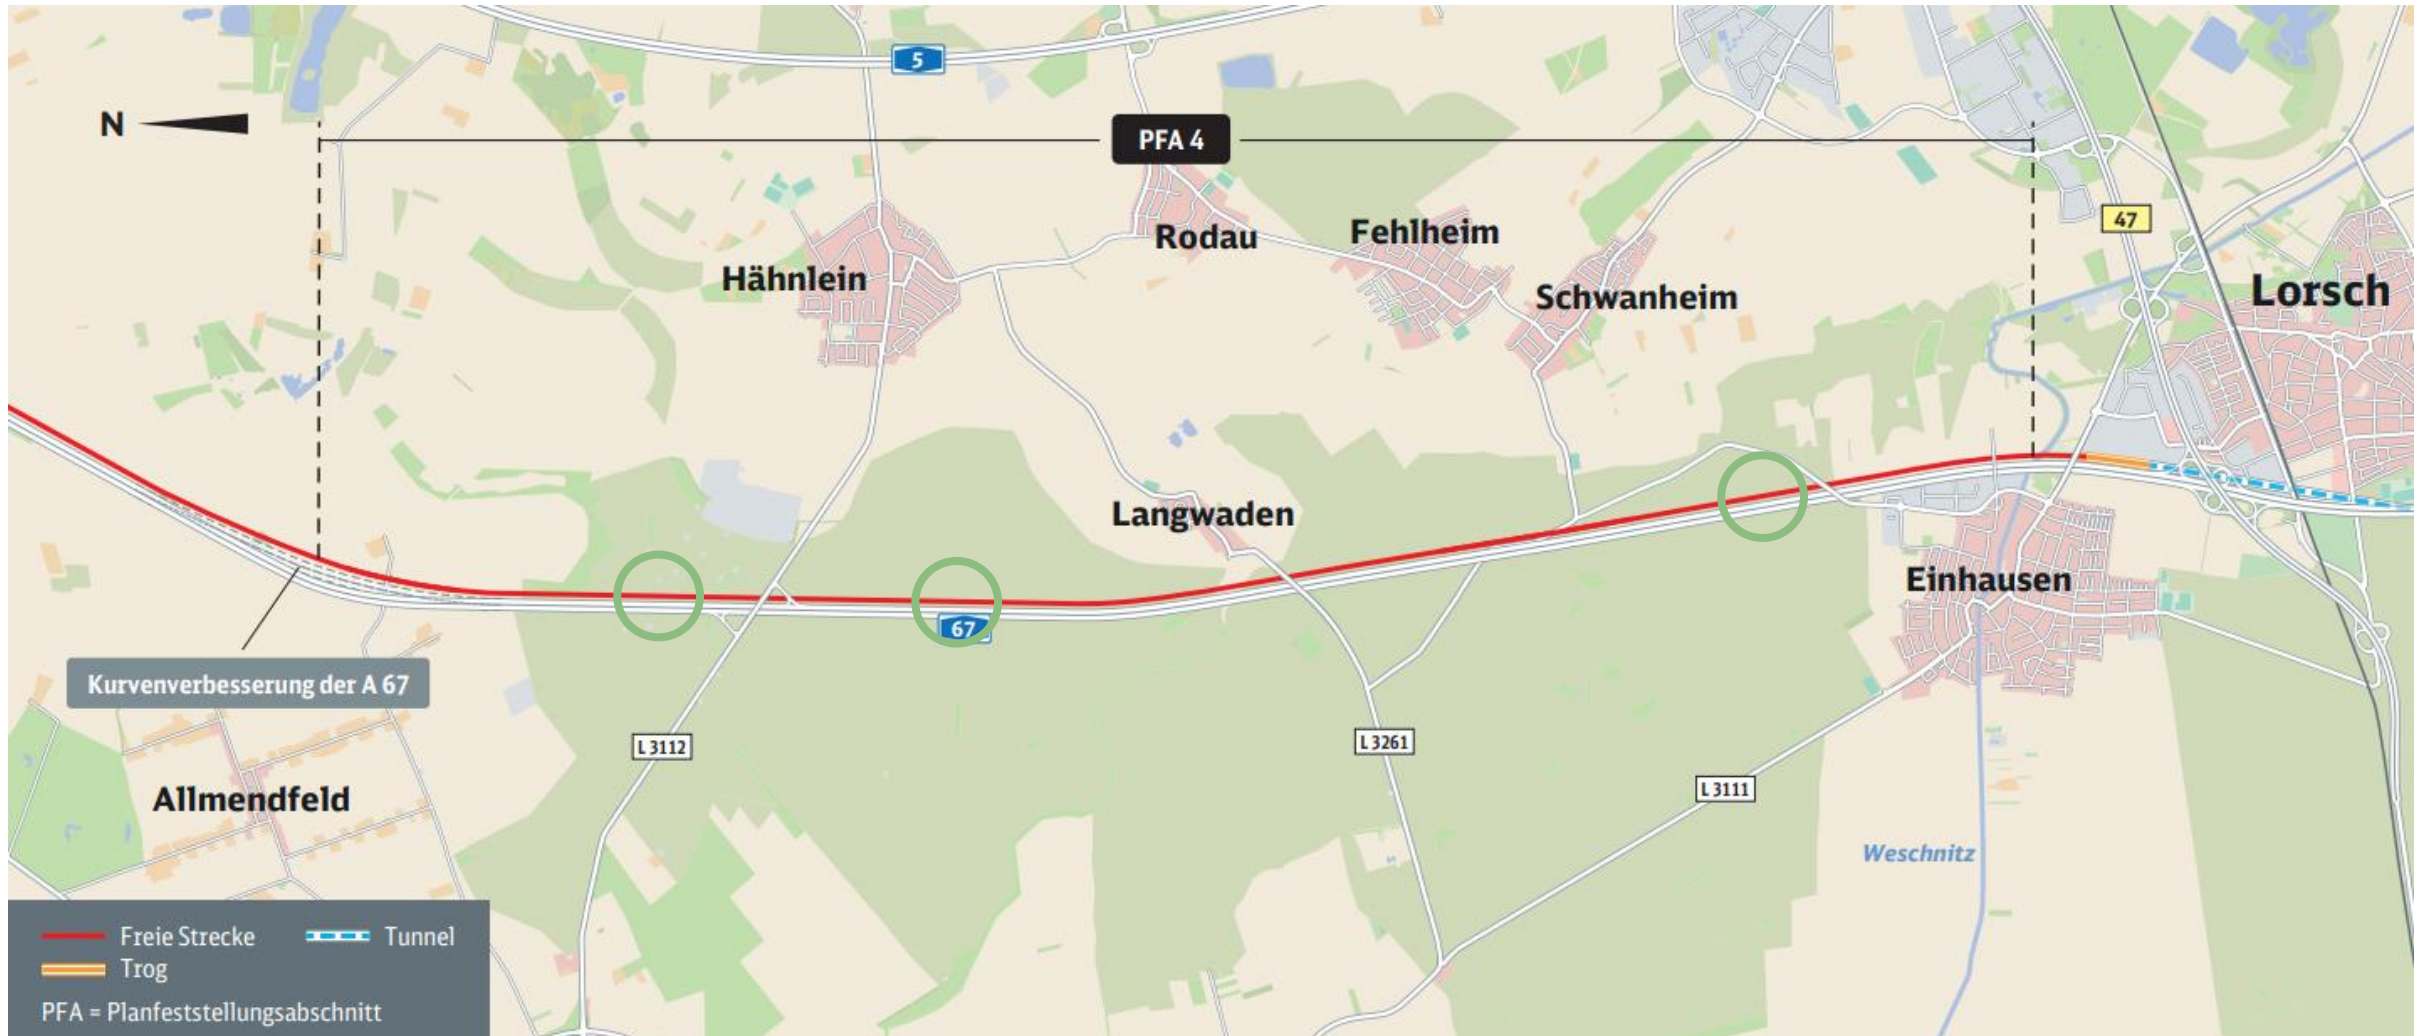 5
N
PFA 4
47
Rodau
Fehlheim
Hähnlein
Schwanheim
Lorsch
Langwaden
Einhausen
67
Kurvenverbesserung der A 67
L 3112
L 3261
L 3111
Allmendfeld
Weschnitz
Freie Strecke
Tunnel
Trog
PFA = Planfeststellungsabschnitt